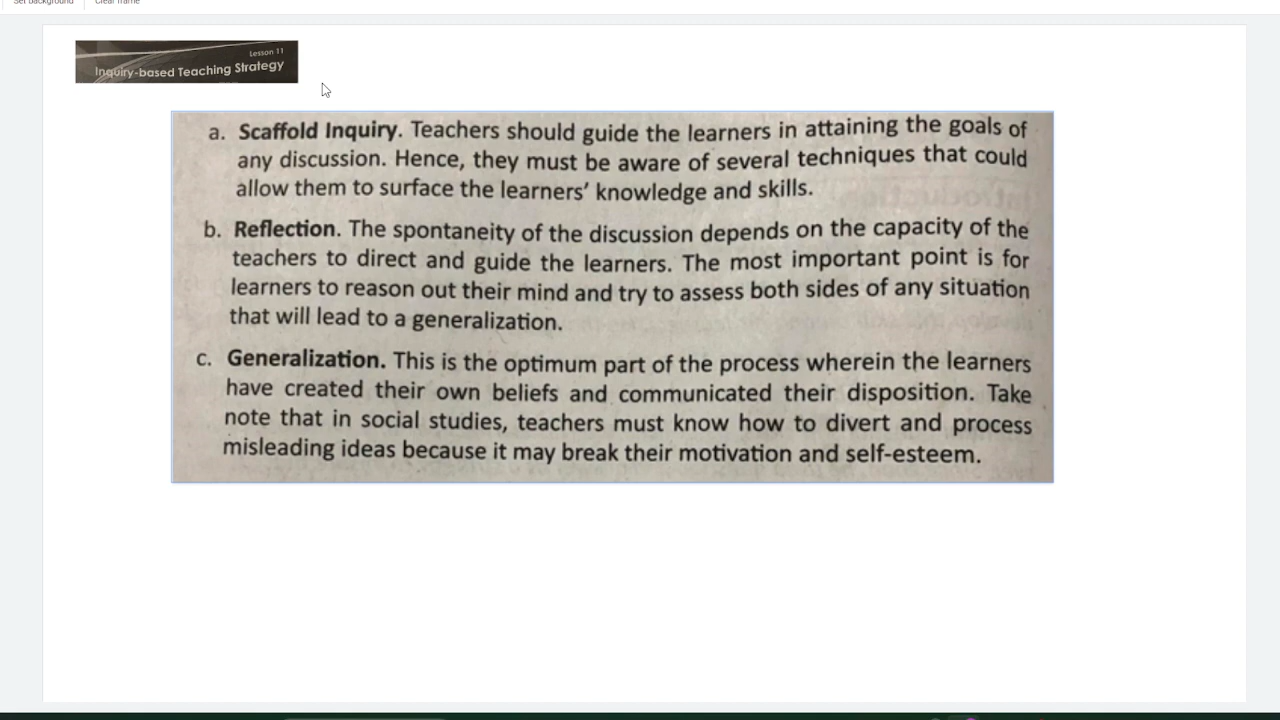 Set background Clear frame
Lesson 11
Inquiry-based Teaching Strategy
a. Scaffold Inquiry. Teachers should guide the learners in attaining the goals of
any discussion. Hence, they must be aware of several techniques that could
allow them to surface the learners' knowledge and skills.
b. Reflection. The spontaneity of the discussion depends on the capacity of the
teachers to direct and guide the learners. The most important point is for
learners to reason out their mind and try to assess both sides of any situation
that will lead to a generalization.
c. Generalization. This is the optimum part of the process wherein the learners
have created their own beliefs and communicated their disposition. Take
note that in social studies, teachers must know how to divert and process
misleading ideas because it may break their motivation and self-esteem.